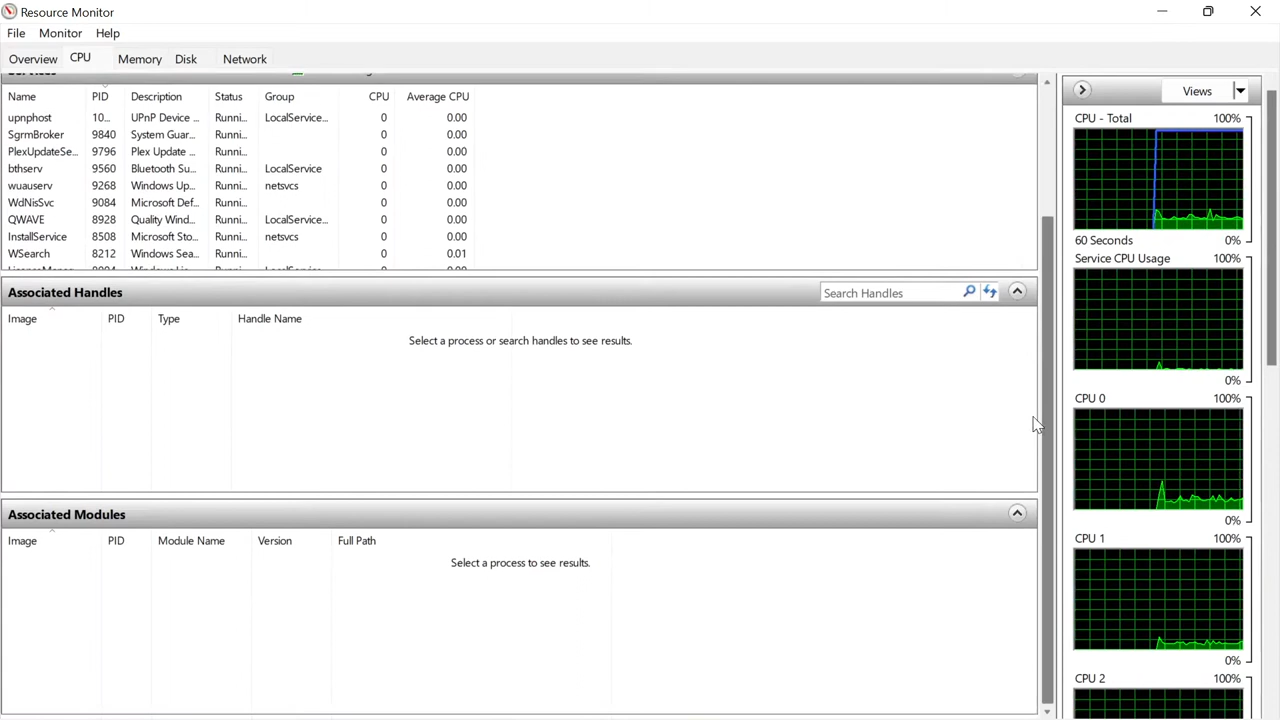 Resource Monitor
File Monitor Help
Overview CPU Memory Disk Network
Name PID Description Status Group CPU Average CPU
upnphost 10... UPnP Device ... Runni... LocalService... 0 0.00
SgrmBroker 9840 System Guar... Runni... 0 0.00
PlexUpdateSe... 9796 Plex Update ... Runni... 0 0.00
bthserv 9560 Bluetooth Su... Runni... LocalService 0 0.00
wuauserv 9268 Windows Up... Runni... netsvcs 0 0.00
WdNisSvc 9084 Microsoft Def... Runni... 0 0.00
QWAVE 8928 Quality Wind... Runni... LocalService... 0 0.00
InstallService 8508 Microsoft Sto... Runni... netsvcs 0 0.00
WSearch 8212 Windows Sea... Runni... 0 0.01
Associated Handles Search Handles
Image PID Type Handle Name
Select a process or search handles to see results.
Associated Modules
Image PID Module Name Version Full Path
Select a process to see results.
Views
CPU - Total 100%
60 Seconds 0%
Service CPU Usage 100%
0%
CPU 0 100%
0%
CPU 1 100%
0%
CPU 2 100%